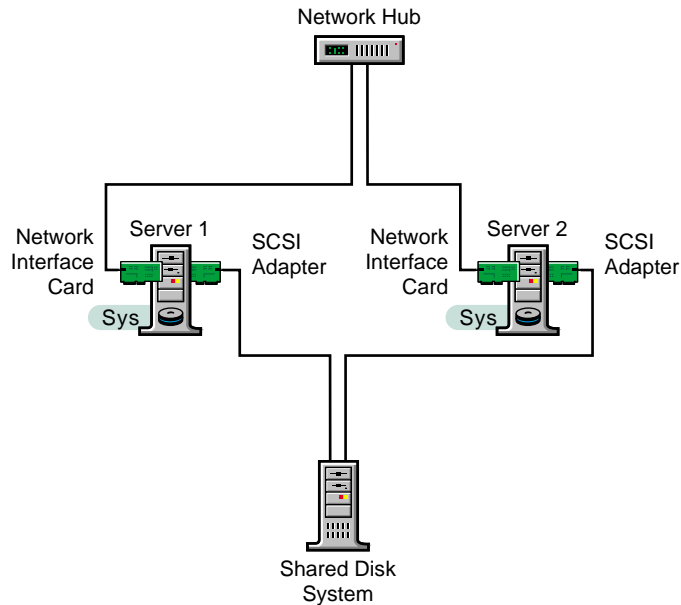 Network Hub
Server 1
Network
Interface
Card
SCSI
Adapter
Sys
Server 2
Network
Interface
Card
SCSI
Adapter
Sys
Shared Disk
System